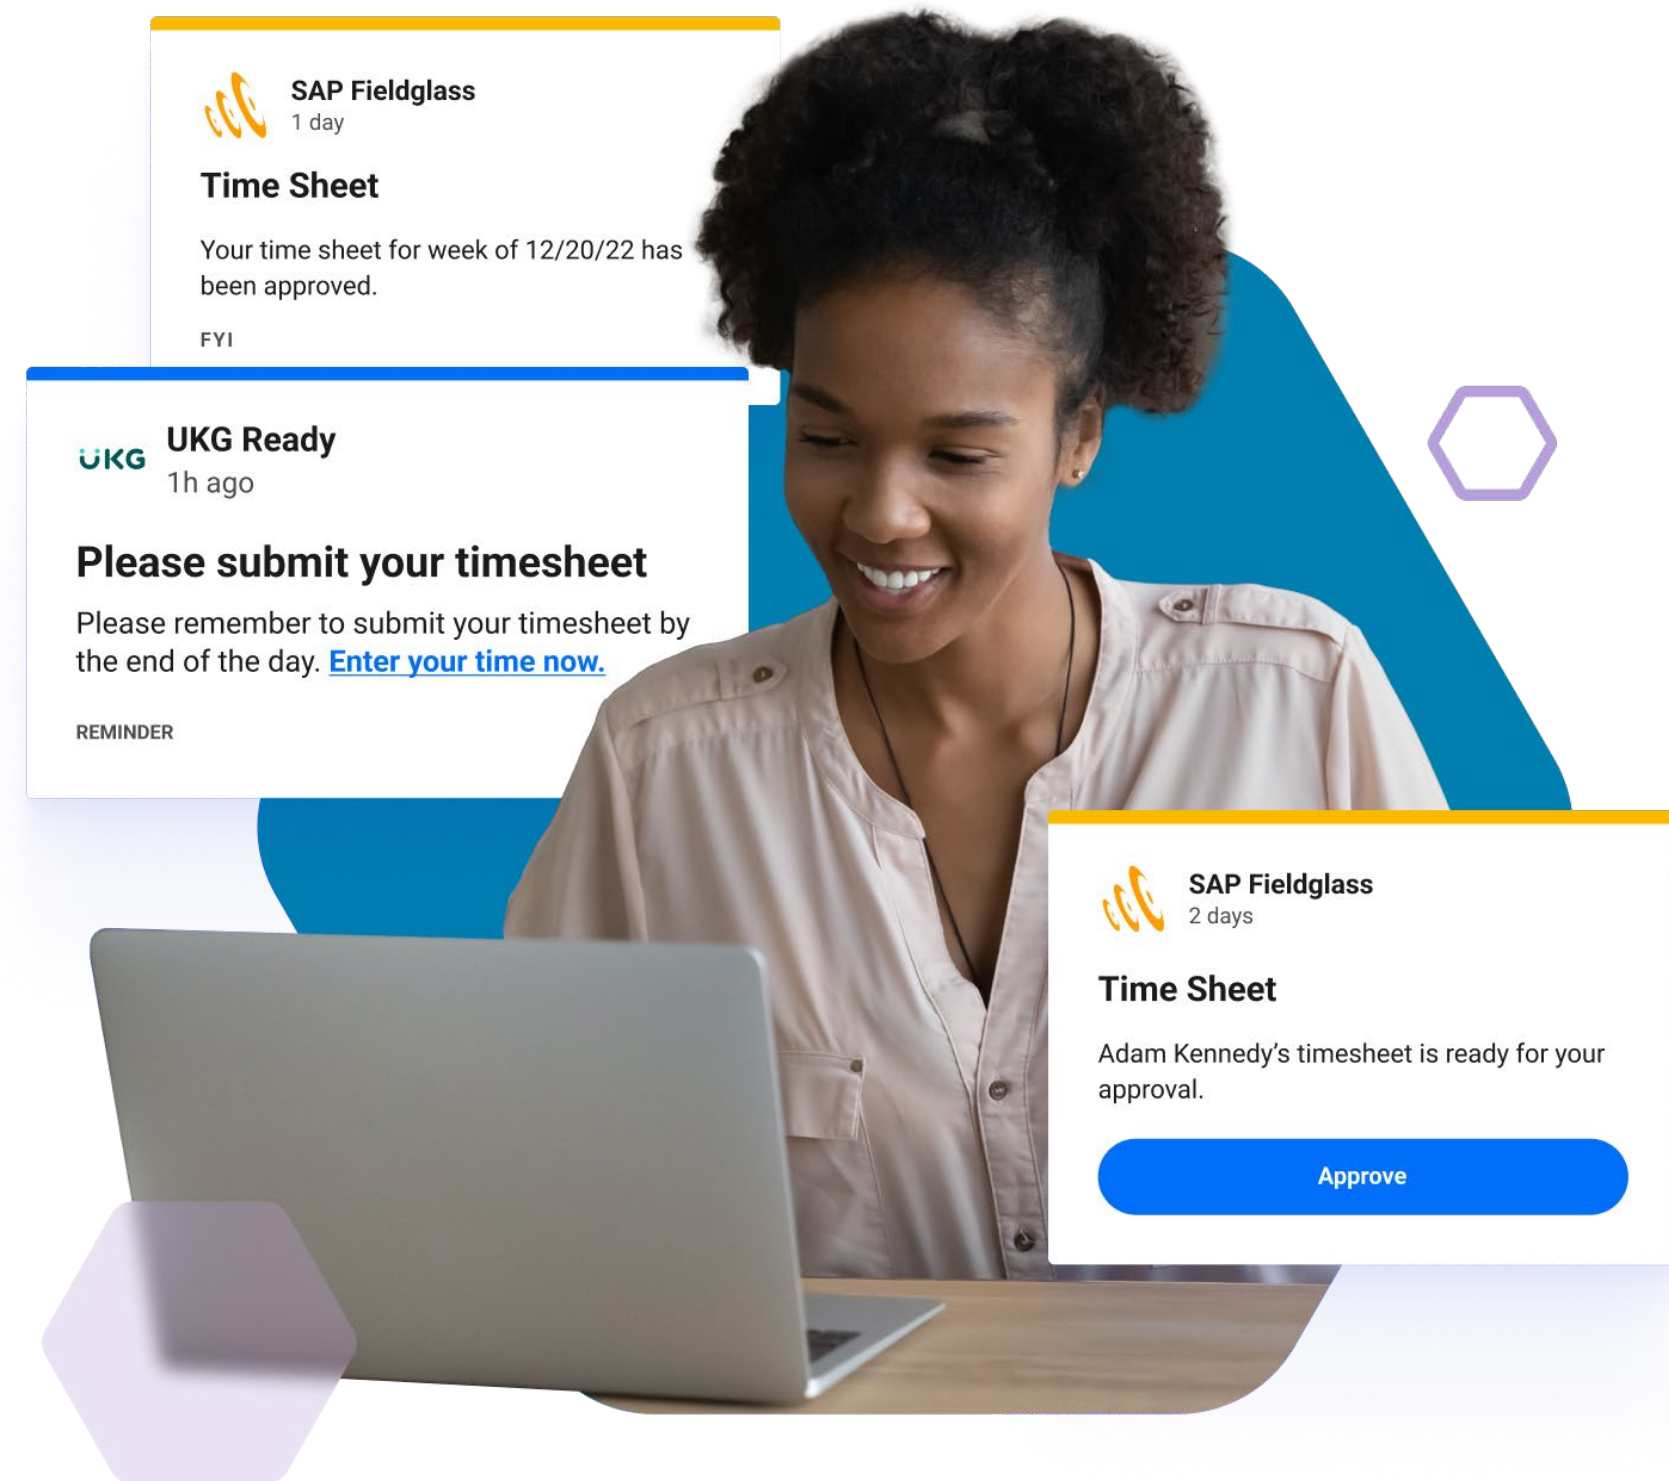 SAP Fieldglass
1 day
Time Sheet
Your time sheet for week of 12/20/22 has
been approved.
FYI
UKG
UKG Ready
1h ago
Please submit your timesheet
Please remember to submit your timesheet by
the end of the day. Enter your time now.
REMINDER
SAP Fieldglass
2 days
Time Sheet
Adam Kennedy’s timesheet is ready for your
approval.
Approve